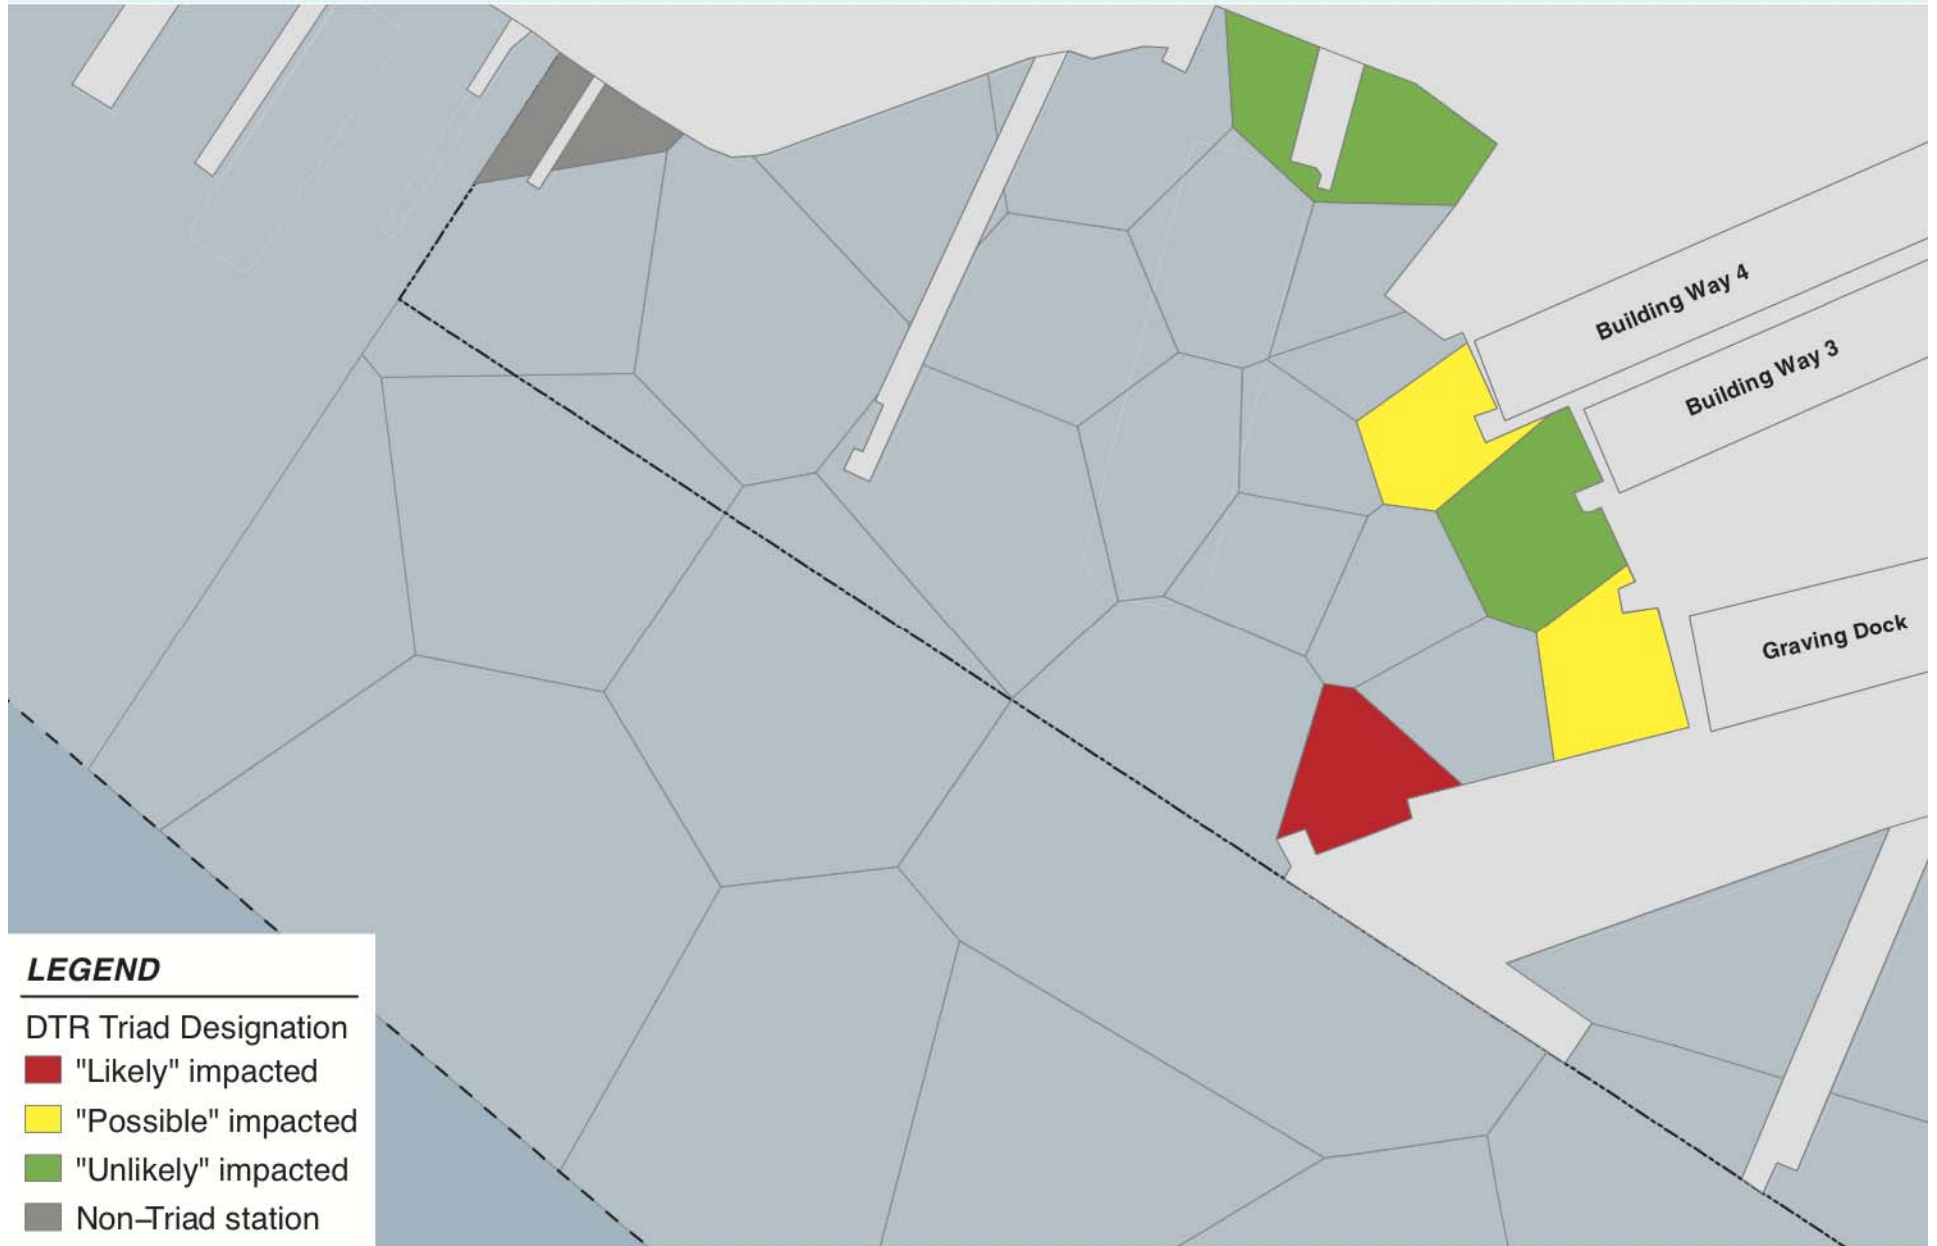 Building Way 4
Building Way 3
Graving Dock
LEGEND
DTR Triad Designation
"Likely" impacted
"Possible" impacted
"Unlikely" impacted
Non–Triad station